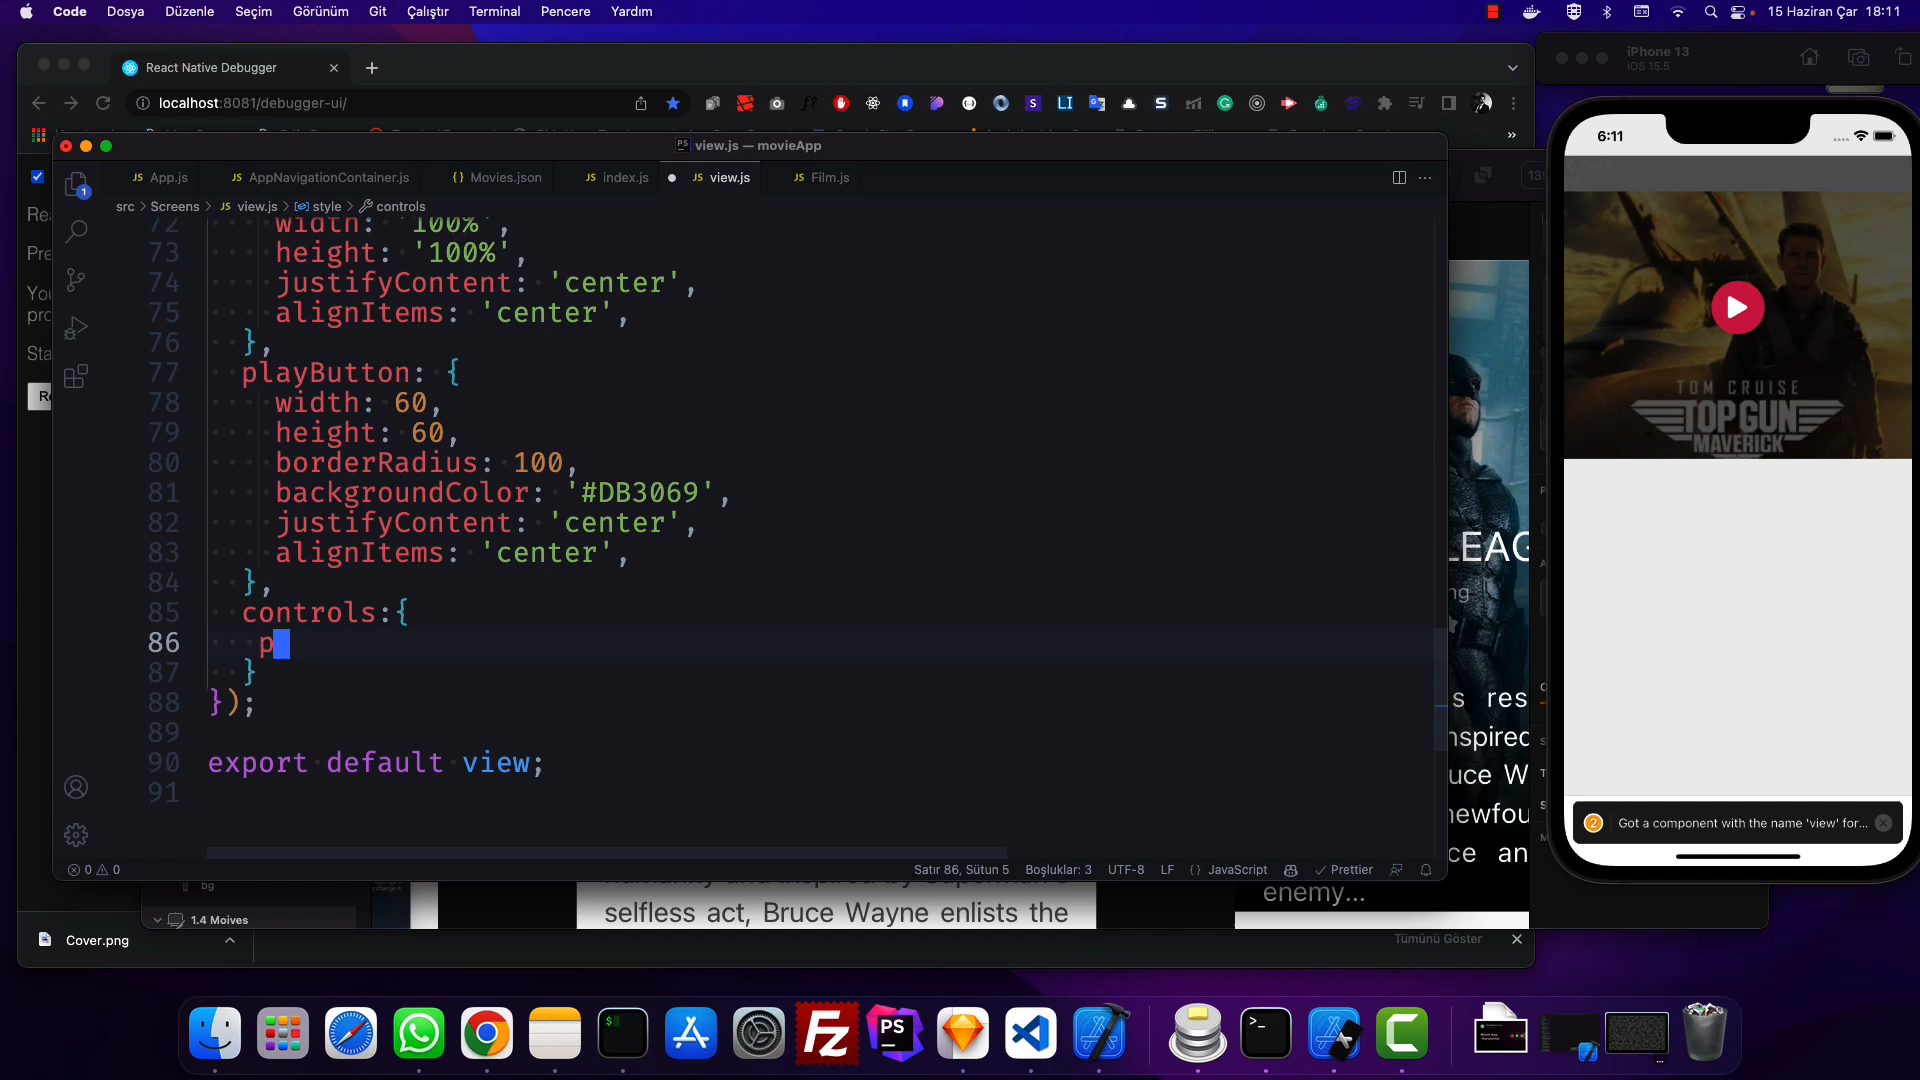 Code Dosya Düzenle Seçim Görünüm Git Çalıştır Terminal Pencere Yardım 15 Haziran Çar 18:11
React Native Debugger
localhost:8081/debugger-ui/
iPhone 13
iOS 15.5
view.js — movieApp
App.js AppNavigationContainer.js Movies.json index.js view.js Film.js
src > Screens > view.js > style > controls
72 width: '100%',
73 height: '100%',
74 justifyContent: 'center',
75 alignItems: 'center',
76 },
77 playButton: {
78 width: 60,
79 height: 60,
80 borderRadius: 100,
81 backgroundColor: '#DB3069',
82 justifyContent: 'center',
83 alignItems: 'center',
84 },
85 controls:{
86 p
87 }
88 });
89
90 export default view;
91
0 0 Satır 86, Sütun 5 Boşluklar: 3 UTF-8 LF {} JavaScript Prettier
6:11
TOM CRUISE
TOP GUN
MAVERICK
2 Got a component with the name 'view' for...
bg
1.4 Moives
selfless act, Bruce Wayne enlists the
enemy...
Cover.png
Tümünü Göster